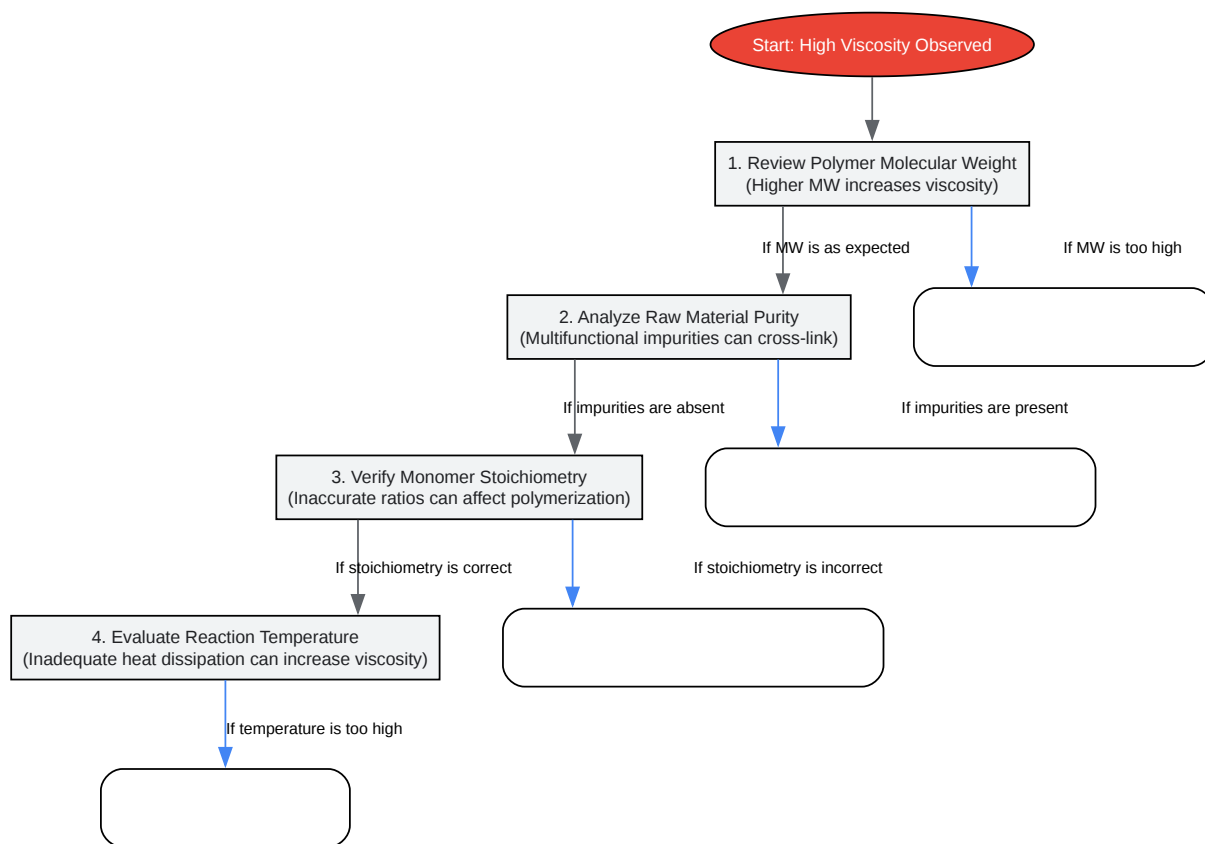 Start: High Viscosity Observed
1. Review Polymer Molecular Weight
(Higher MW increases viscosity)
If MW is as expected
If MW is too high
2. Analyze Raw Material Purity
(Multifunctional impurities can cross-link)
If impurities are absent
If impurities are present
3. Verify Monomer Stoichiometry
(Inaccurate ratios can affect polymerization)
If stoichiometry is correct
If stoichiometry is incorrect
4. Evaluate Reaction Temperature
(Inadequate heat dissipation can increase viscosity)
If temperature is too high